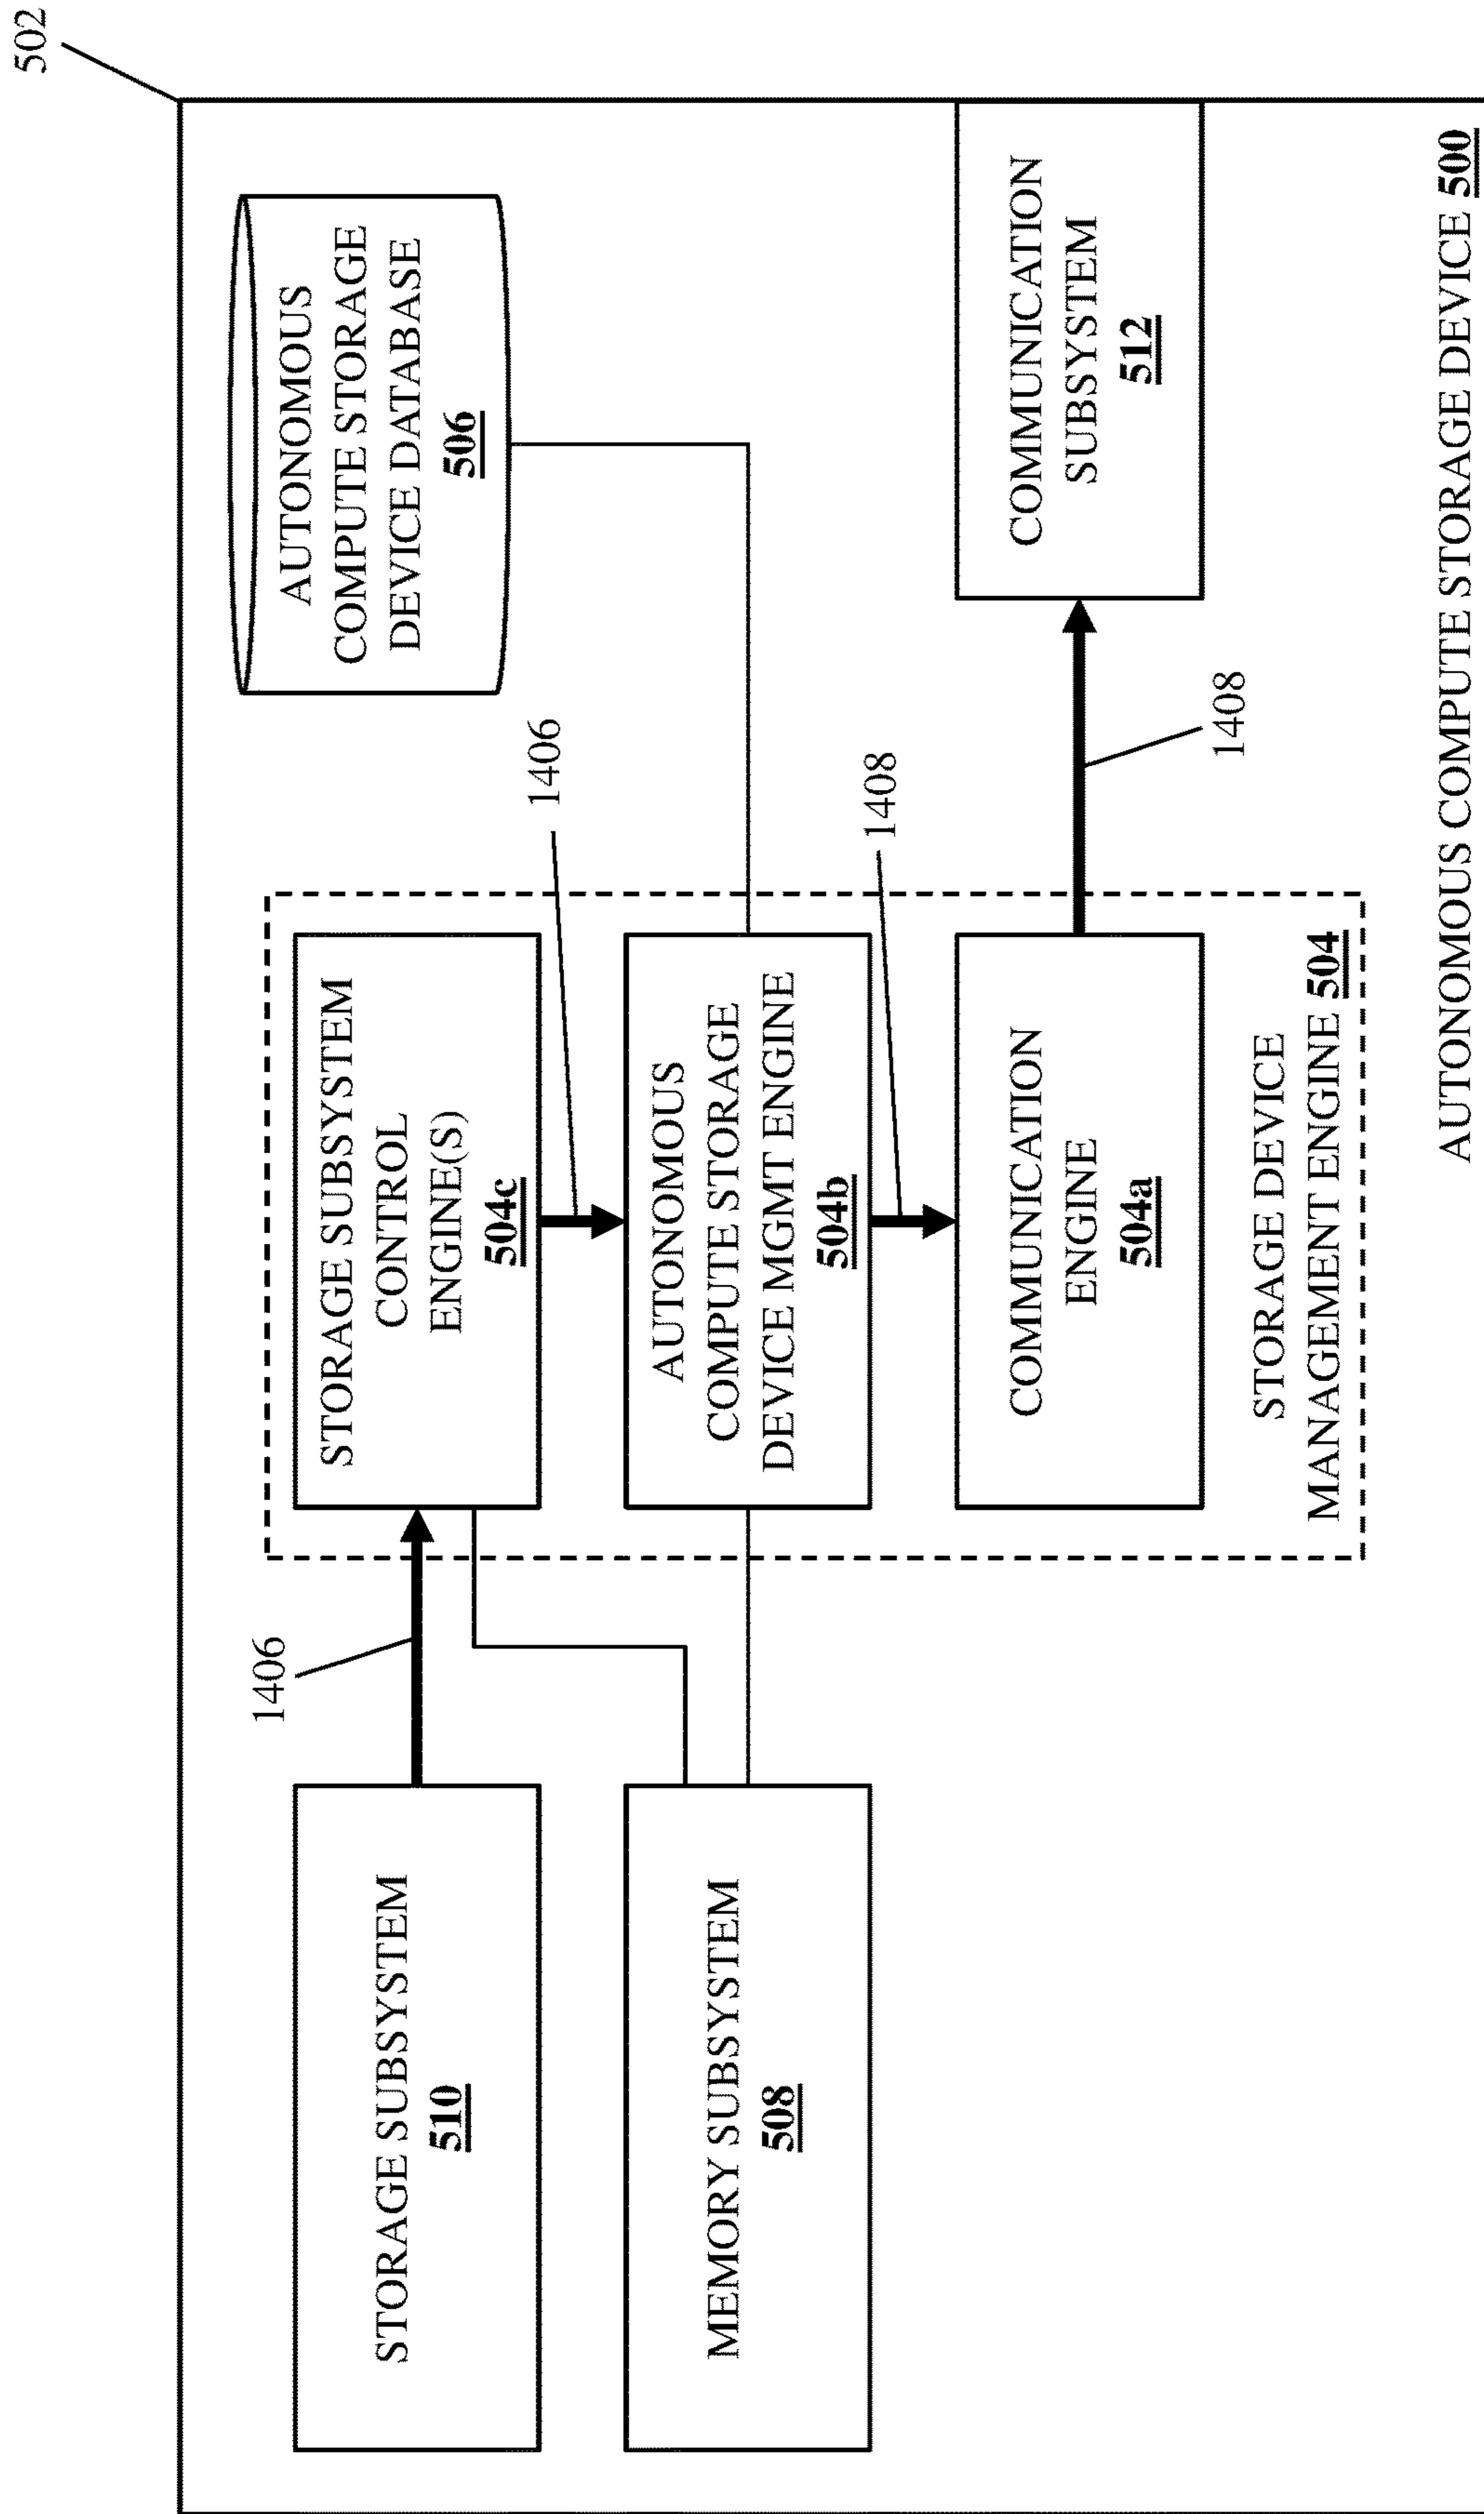 502
STORAGE SUBSYSTEM
510
1406
STORAGE SUBSYSTEM
CONTROL
ENGINE(S)
504c
AUTONOMOUS
COMPUTE STORAGE
DEVICE DATABASE
506
1406
MEMORY SUBSYSTEM
508
AUTONOMOUS
COMPUTE STORAGE
DEVICE MGMT ENGINE
504b
1408
COMMUNICATION
ENGINE
504a
1408
COMMUNICATION
SUBSYSTEM
512
STORAGE DEVICE
MANAGEMENT ENGINE 504
AUTONOMOUS COMPUTE STORAGE DEVICE 500